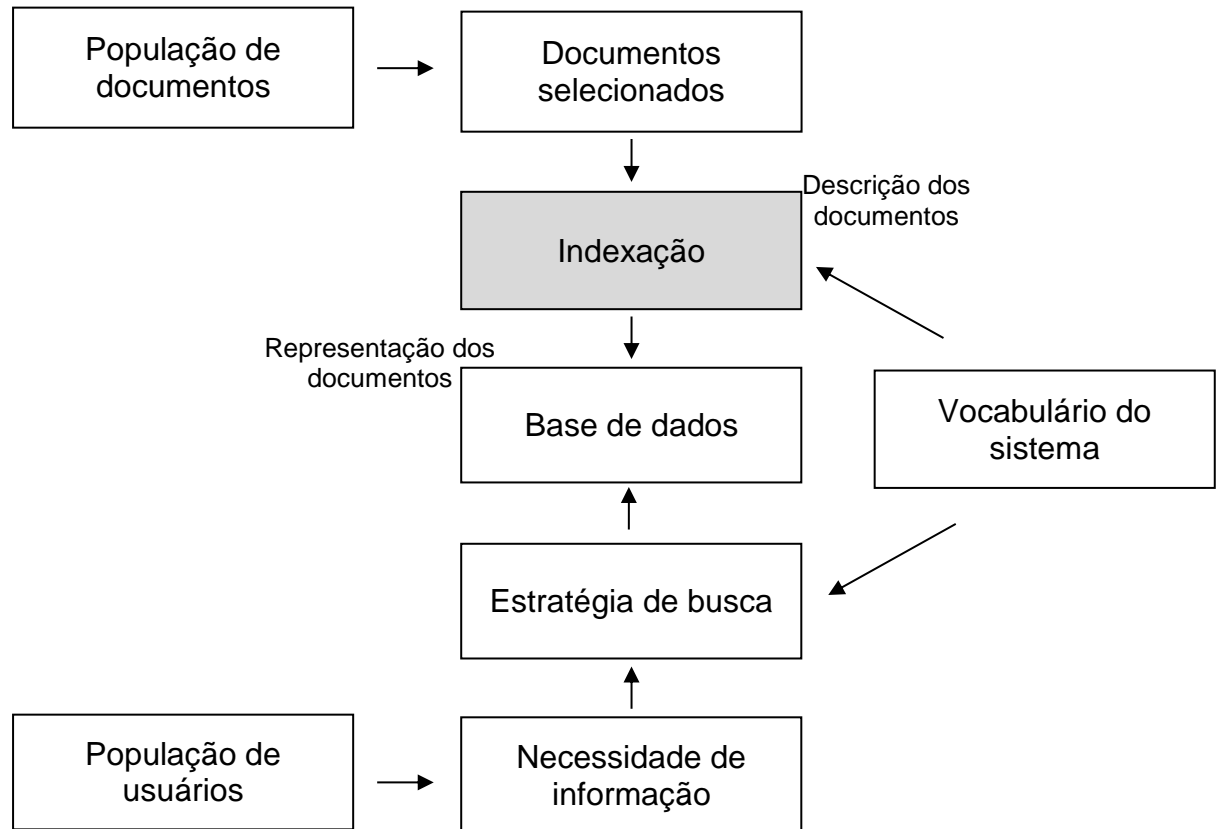 População de
documentos
Documentos
selecionados
Descrição dos
documentos
Indexação
Representação dos
documentos
Base de dados
Vocabulário do
sistema
Estratégia de busca
População de
usuários
Necessidade de
informação